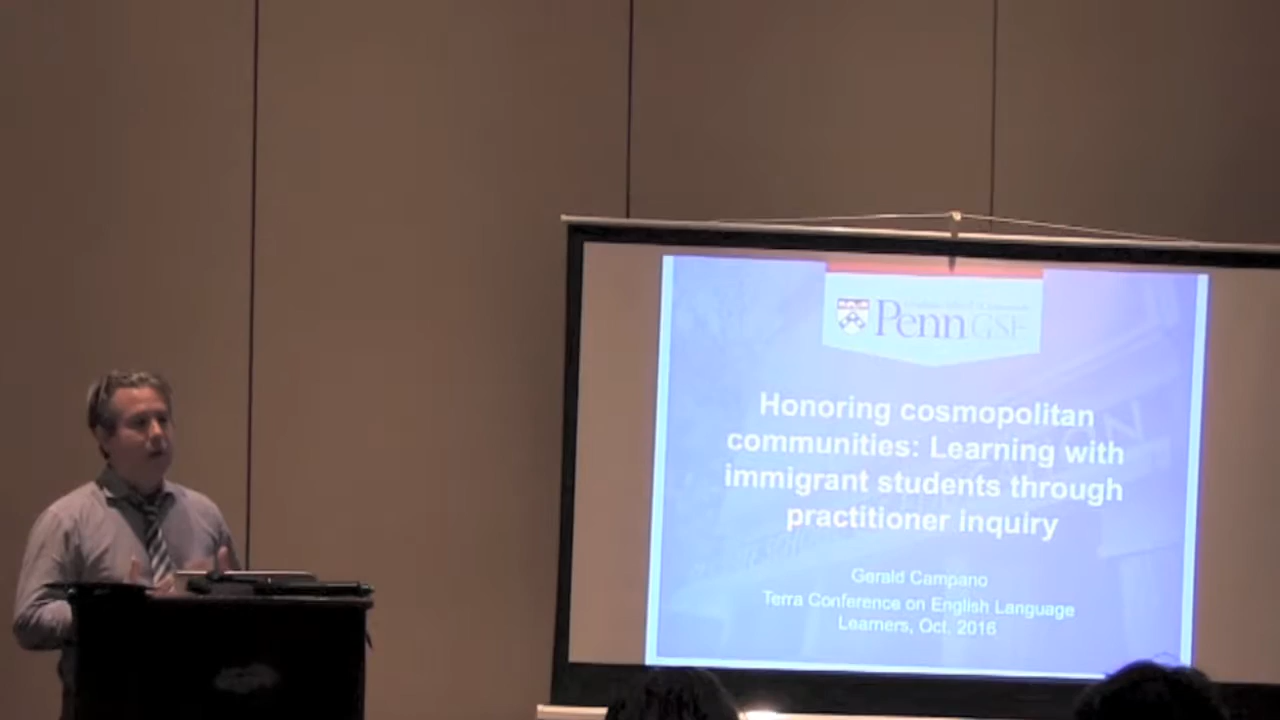 Penn GSE
Honoring cosmopolitan
communities: Learning with
immigrant students through
practitioner inquiry
Gerald Campano
Terra Conference on English Language
Learners, Oct. 2016